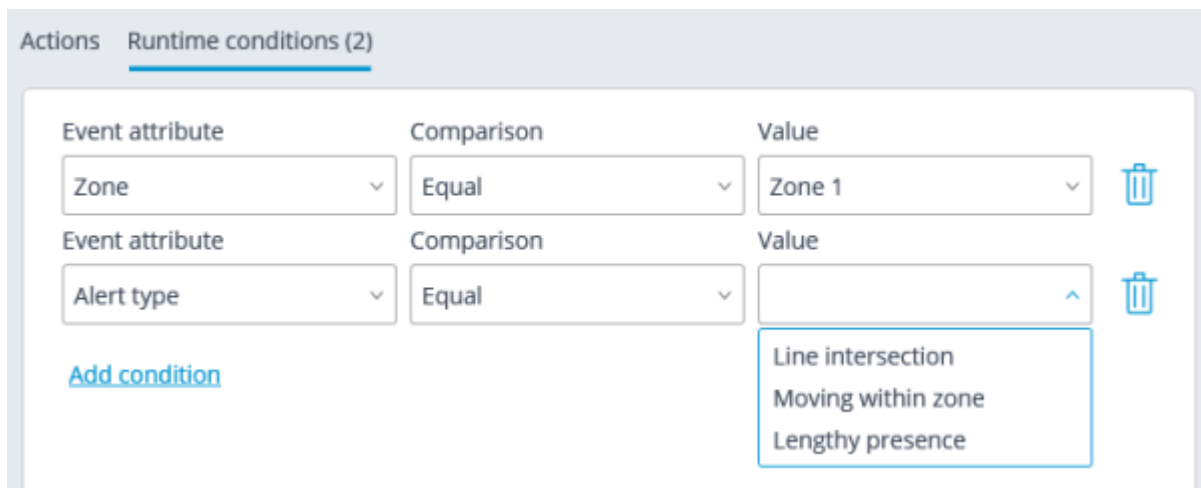 Actions Runtime conditions (2)
Event attribute Comparison Value
Zone Equal Zone 1
Event attribute Comparison Value
Alert type Equal
Line intersection
Add condition
Moving within zone
Lengthy presence